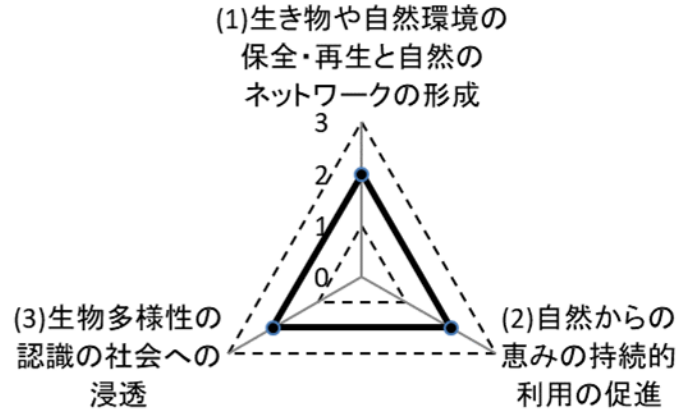 (1)生き物や自然環境の
保全・再生と自然の
ネットワークの形成
3
2
1
0
(3)生物多様性の
認識の社会への
浸透
(2)自然からの
恵みの持続的
利用の促進